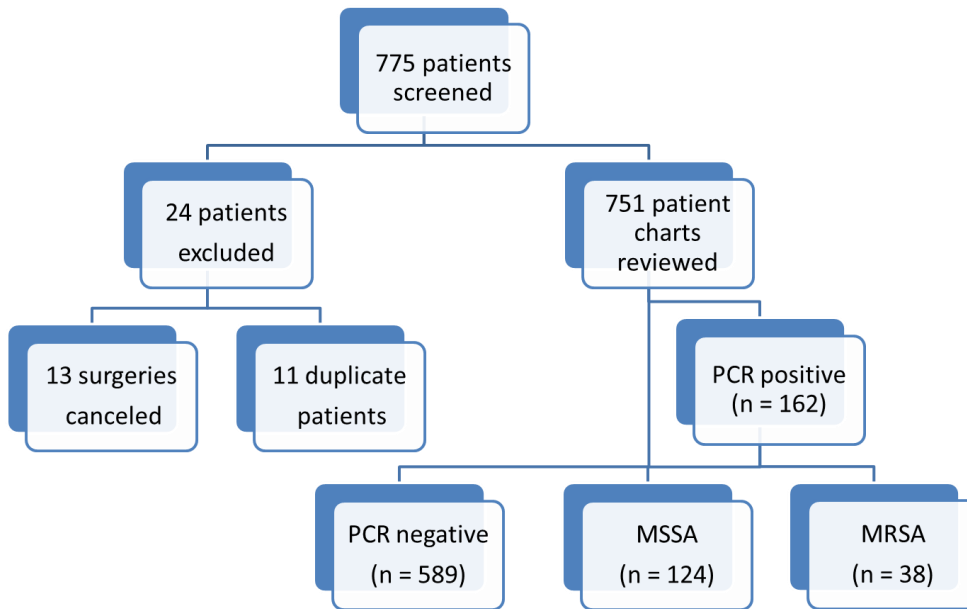 775 patients
screened
24 patients
excluded
751 patient
charts
reviewed
13 surgeries
canceled
11 duplicate
patients
PCR positive
(n = 162)
PCR negative
(n = 589)
MSSA
(n = 124)
MRSA
(n = 38)